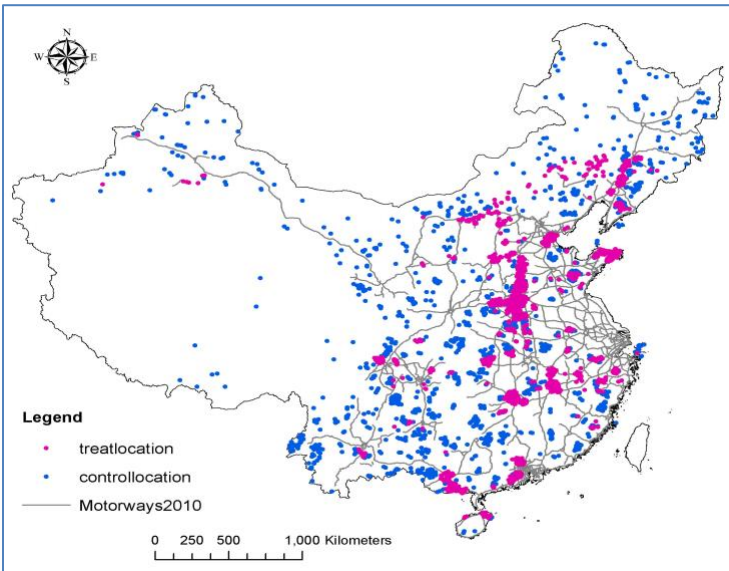 N
W E
S
Legend
treatlocation
controllocation
Motorways2010
0 250 500 1,000 Kilometers